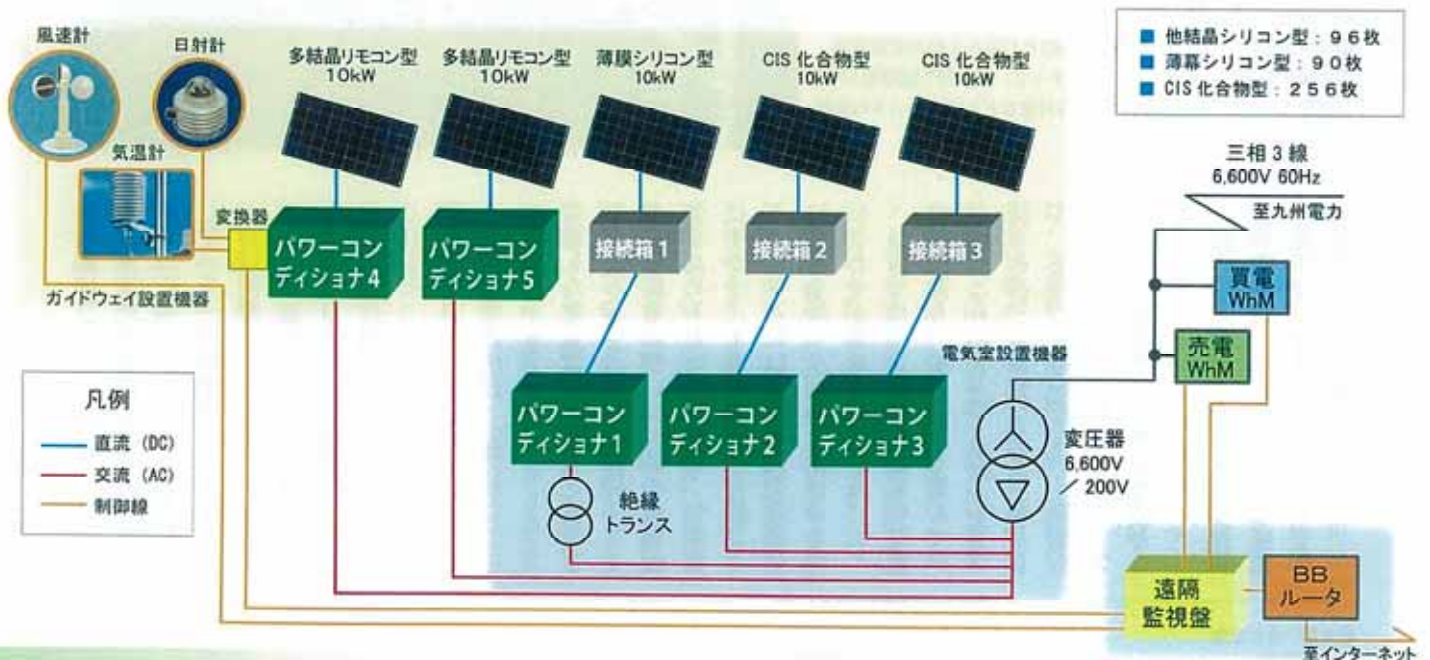 風速計
日射計
気温計
変換器
ガイドウェイ設置機器
多結晶リモコン型
10kW
多結晶リモコン型
10kW
薄膜シリコン型
10kW
CIS 化合物型
10kW
CIS 化合物型
10kW
■ 他結晶シリコン型：96枚
■ 薄幕シリコン型：90枚
■ CIS 化合物型：256枚
三相3線
6,600V 60Hz
至九州電力
パワーコン
ディショナ4
パワーコン
ディショナ5
接続箱1
接続箱2
接続箱3
買電
WhM
売電
WhM
電気室設置機器
パワーコン
ディショナ1
パワーコン
ディショナ2
パワーコン
ディショナ3
変圧器
6,600V
／200V
絶縁
トランス
凡例
直流 (DC)
交流 (AC)
制御線
遠隔
監視盤
BB
ルータ
至インターネット